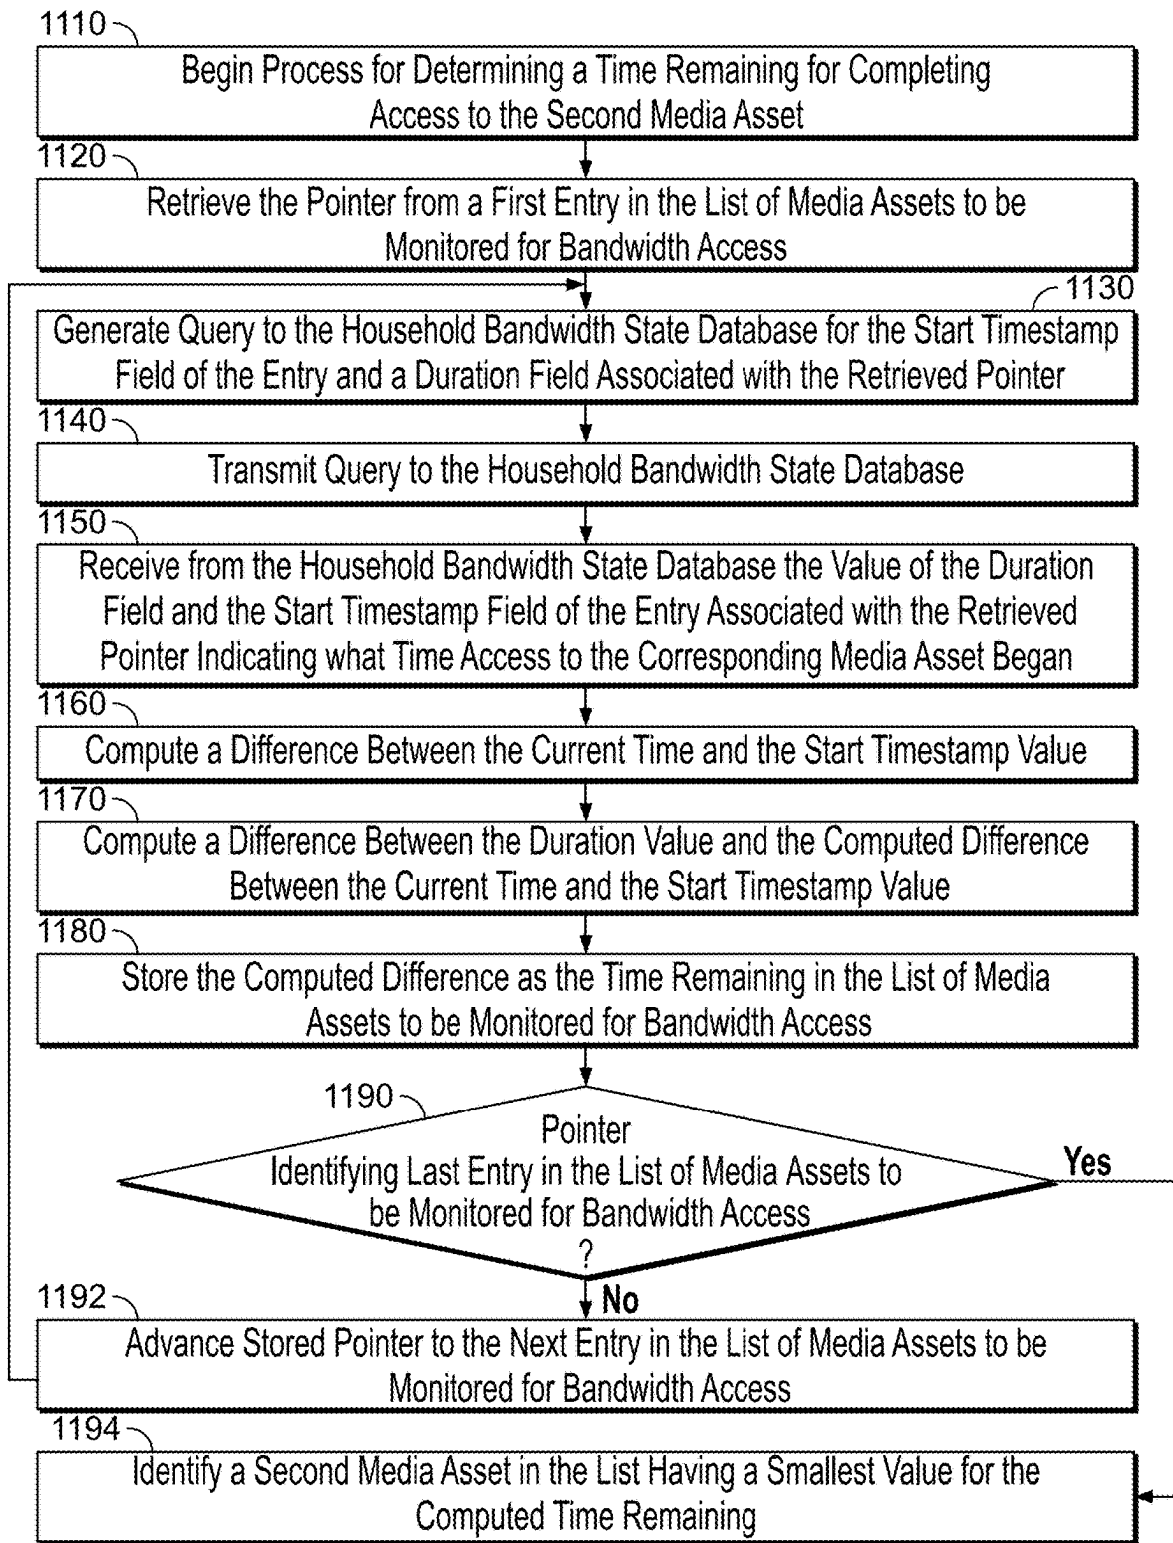 1110
Begin Process for Determining a Time Remaining for Completing
Access to the Second Media Asset
1120
Retrieve the Pointer from a First Entry in the List of Media Assets to be
Monitored for Bandwidth Access
1130
Generate Query to the Household Bandwidth State Database for the Start Timestamp
Field of the Entry and a Duration Field Associated with the Retrieved Pointer
1140
Transmit Query to the Household Bandwidth State Database
1150
Receive from the Household Bandwidth State Database the Value of the Duration
Field and the Start Timestamp Field of the Entry Associated with the Retrieved
Pointer Indicating what Time Access to the Corresponding Media Asset Began
1160
Compute a Difference Between the Current Time and the Start Timestamp Value
1170
Compute a Difference Between the Duration Value and the Computed Difference
Between the Current Time and the Start Timestamp Value
1180
Store the Computed Difference as the Time Remaining in the List of Media
Assets to be Monitored for Bandwidth Access
1190
Pointer
Identifying Last Entry in the List of Media Assets to
be Monitored for Bandwidth Access
?
Yes
No
1192
Advance Stored Pointer to the Next Entry in the List of Media Assets to be
Monitored for Bandwidth Access
1194
Identify a Second Media Asset in the List Having a Smallest Value for the
Computed Time Remaining